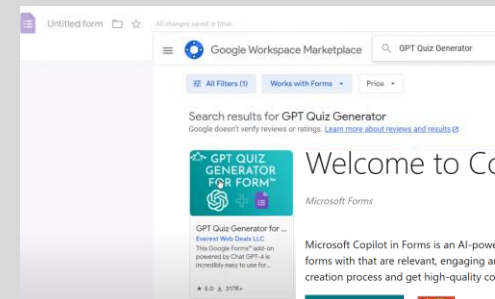 Untitled form
All changes saved in Drive
Google Workspace Marketplace
GPT Quiz Generator
All Filters (1) Works with Forms Price
Search results for GPT Quiz Generator
Google doesn't verify reviews or ratings. Learn more about reviews and results
GPT QUIZ
GENERATOR
FOR FORM™
GPT Quiz Generator for ...
Everest Web Deals LLC
This Google Forms™ add-on
powered by Chat GPT-4 is
incredibly easy to use for...
5.0 317K+
Welcome to Co
Microsoft Forms
Microsoft Copilot in Forms is an AI-powe
forms with that are relevant, engaging a
creation process and get high-quality co